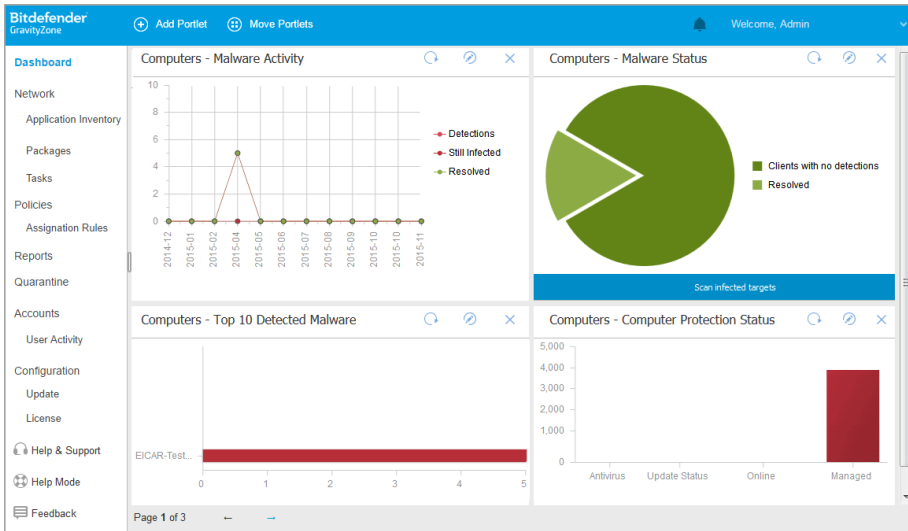 Bitdefender
GravityZone
Add Portlet
Move Portlets
Welcome, Admin
Dashboard
Network
Application Inventory
Packages
Tasks
Policies
Assignation Rules
Reports
Quarantine
Accounts
User Activity
Configuration
Update
License
Help & Support
Help Mode
Feedback
Computers - Malware Activity
10
8
6
4
2
0
2014-12
2015-01
2015-02
2015-04
2015-05
2015-06
2015-07
2015-08
2015-09
2015-10
2015-10
2015-11
Detections
Still Infected
Resolved
Computers - Malware Status
Clients with no detections
Resolved
Scan infected targets
Computers - Top 10 Detected Malware
EICAR-Test...
0 1 2 3 4 5
Computers - Computer Protection Status
5,000
4,000
3,000
2,000
1,000
0
Antivirus Update Status Online Managed
Page 1 of 3